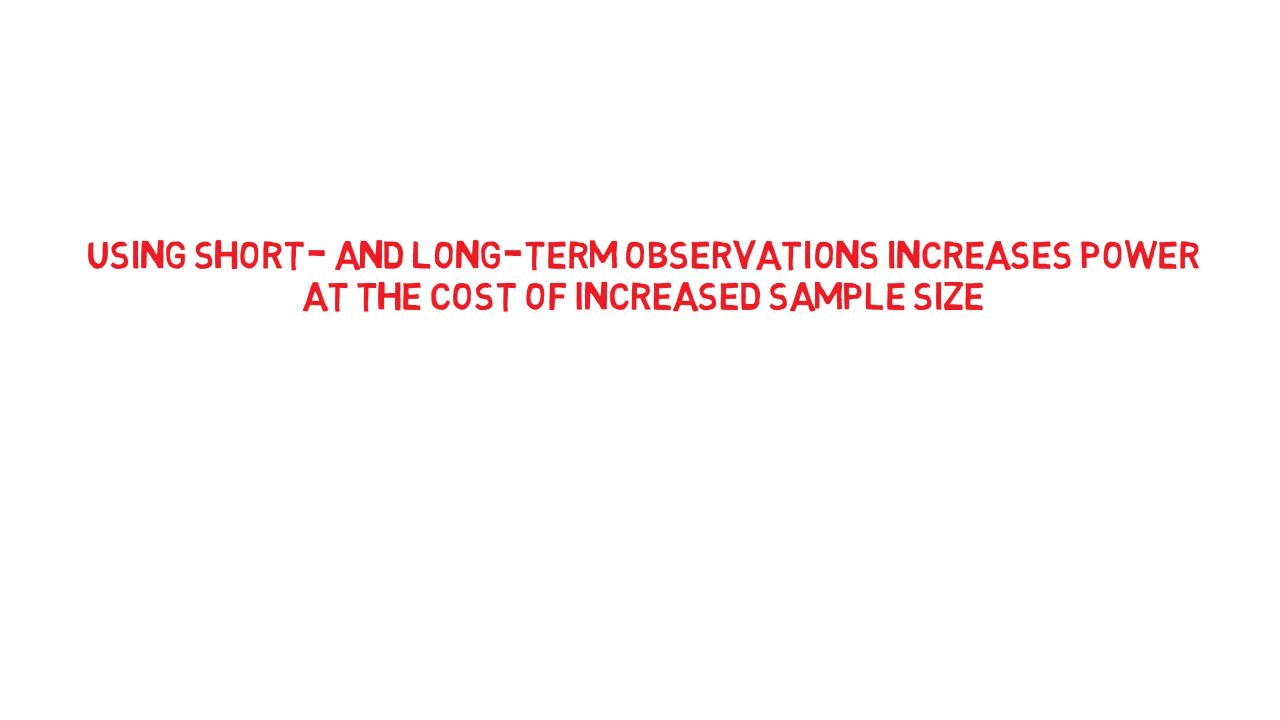 USING SHORT- AND LONG-TERM OBSERVATIONS INCREASES POWER
AT THE COST OF INCREASED SAMPLE SIZE